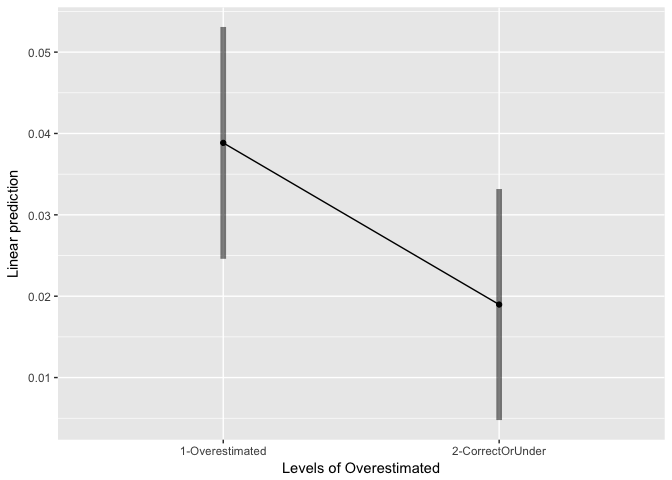 0.05
0.04
0.03
0.02
0.01
Linear prediction
1-Overestimated
2-CorrectOrUnder
Levels of Overestimated